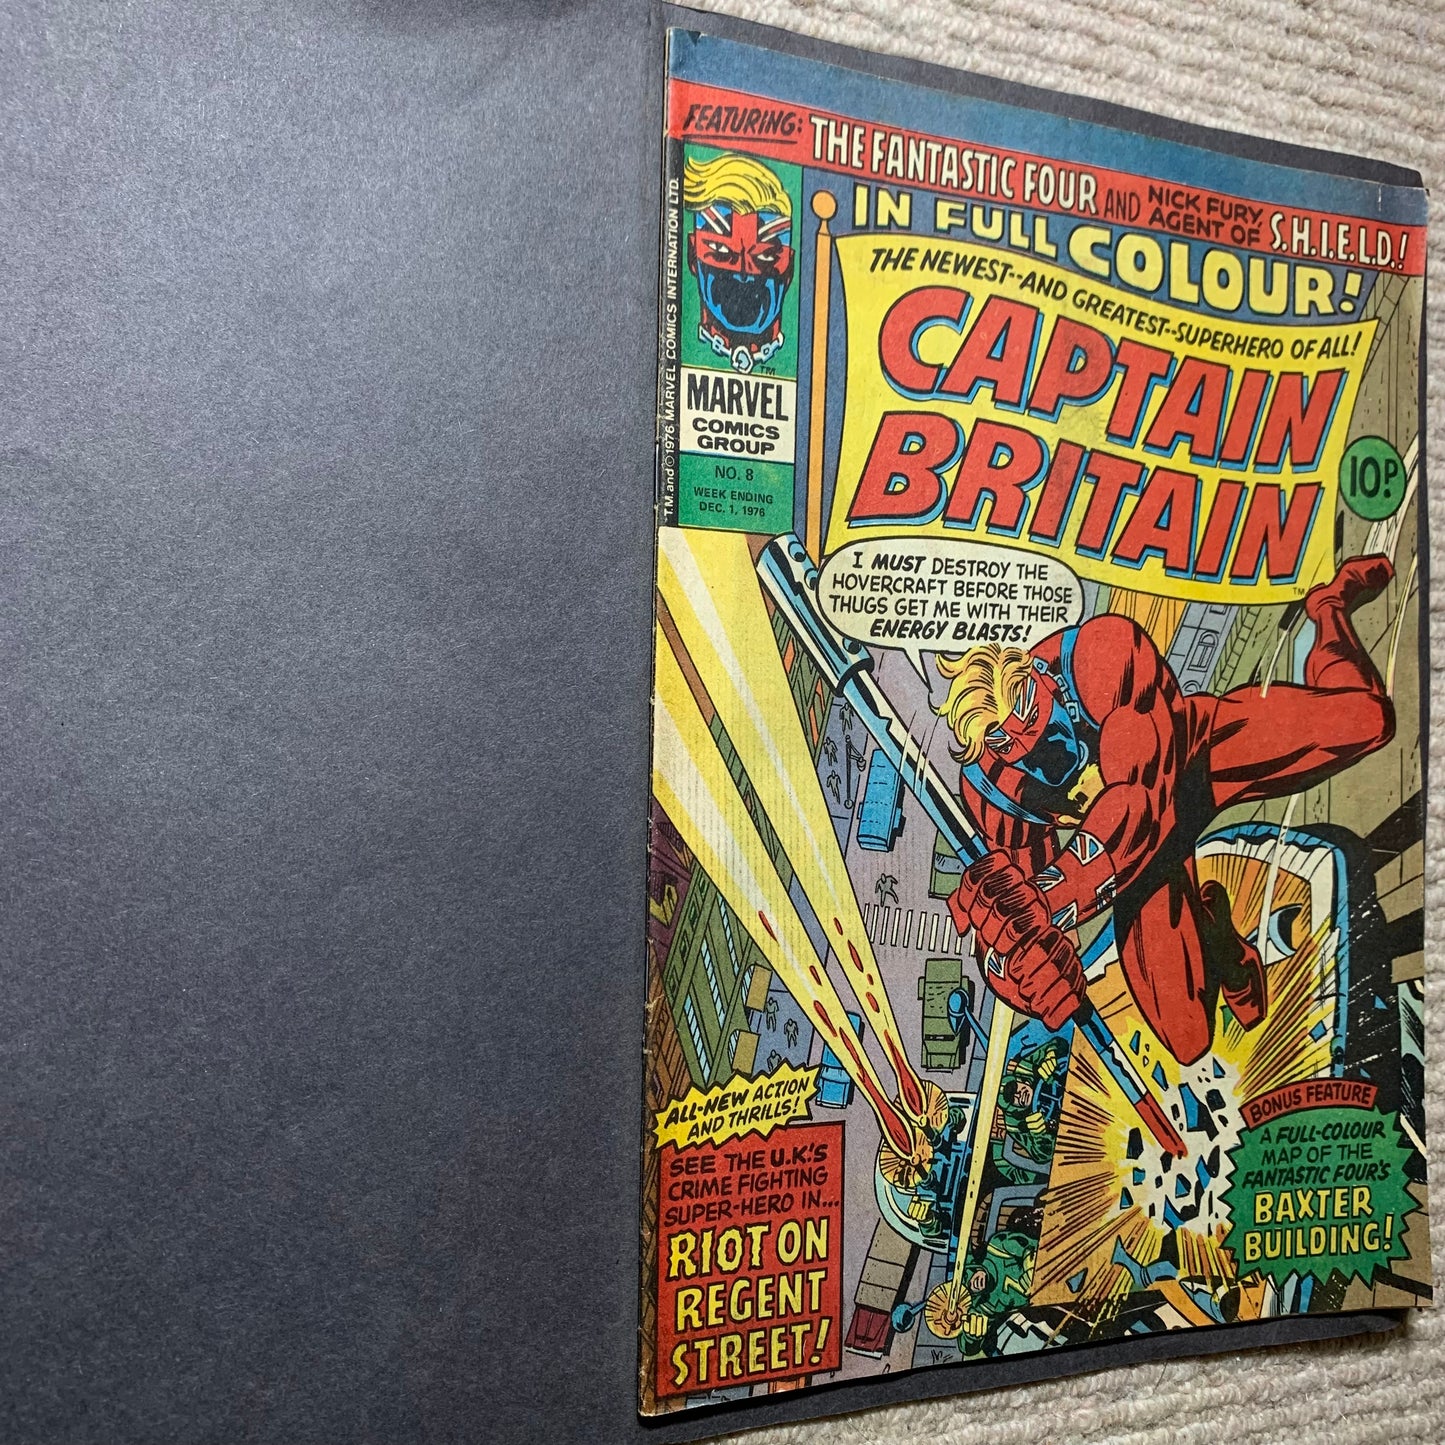 FEATURING: THE FANTASTIC FOUR AND NICK FURY, AGENT OF S.H.I.E.L.D.!
IN FULL COLOUR!
THE NEWEST--AND GREATEST--SUPERHERO OF ALL!
CAPTAIN
BRITAIN
TM
10P.
T.M. and © 1976 MARVEL COMICS INTERNATION LTD.
TM
MARVEL
COMICS
GROUP
NO. 8
WEEK ENDING
DEC. 1, 1976
I MUST DESTROY THE
HOVERCRAFT BEFORE THOSE
THUGS GET ME WITH THEIR
ENERGY BLASTS!
ALL-NEW ACTION
AND THRILLS!
SEE THE U.K.'S
CRIME FIGHTING
SUPER-HERO IN...
RIOT ON
REGENT
STREET!
BONUS FEATURE
A FULL-COLOUR
MAP OF THE
FANTASTIC FOUR'S
BAXTER
BUILDING!